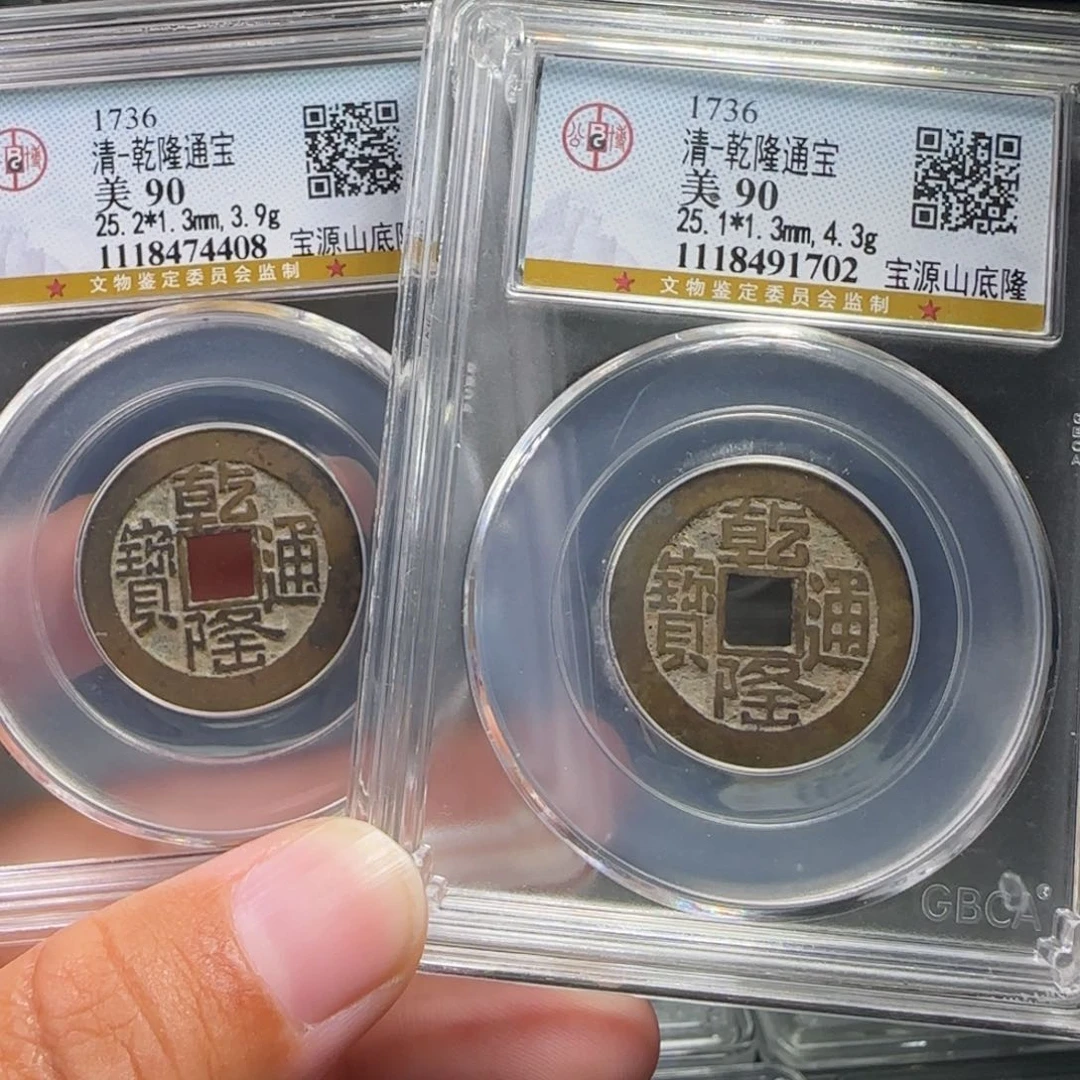 1736
清-乾隆通宝
美 90
25.2*1.3mm, 3.9g
1118474408 宝源山底
文物鉴定委员会监制
乾隆通寶
1736
公博
清-乾隆通宝
美 90
25.1*1.3mm, 4.3g
1118491702 宝源山底隆
文物鉴定委员会监制
乾隆通寶
GBCA